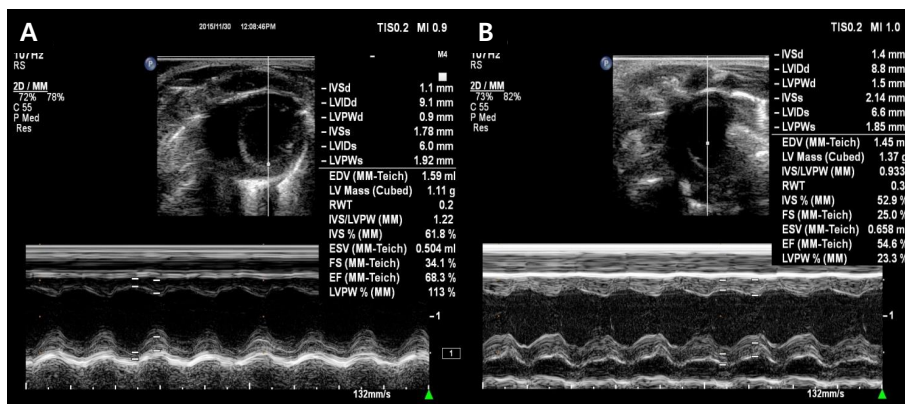 A
2015/11/30 12:08:46PM TIS0.2 MI 0.9
107HZ
RS
M4
P
2D / MM
72% 78%
C 55
P Med
Res
IVSd 1.1 mm
LVIDd 9.1 mm
LVPWd 0.9 mm
IVSs 1.78 mm
LVIDs 6.0 mm
LVPWs 1.92 mm
EDV (MM-Teich) 1.59 ml
LV Mass (Cubed) 1.11 g
RWT 0.2
IVS/LVPW (MM) 1.22
IVS % (MM) 61.8 %
ESV (MM-Teich) 0.504 ml
FS (MM-Teich) 34.1 %
EF (MM-Teich) 68.3 %
LVPW % (MM) 113 %
-1
1
132mm/s
B
TIS0.2 MI 1.0
107HZ
RS
P
2D / MM
73% 82%
C 55
P Med
Res
IVSd 1.4 mm
LVIDd 8.8 mm
LVPWd 1.5 mm
IVSs 2.14 mm
LVIDs 6.6 mm
LVPWs 1.85 mm
EDV (MM-Teich) 1.45 ml
LV Mass (Cubed) 1.37 g
IVS/LVPW (MM) 0.933
RWT 0.3
IVS % (MM) 52.9 %
FS (MM-Teich) 25.0 %
ESV (MM-Teich) 0.658 m
EF (MM-Teich) 54.6 %
LVPW % (MM) 23.3 %
-1
132mm/s